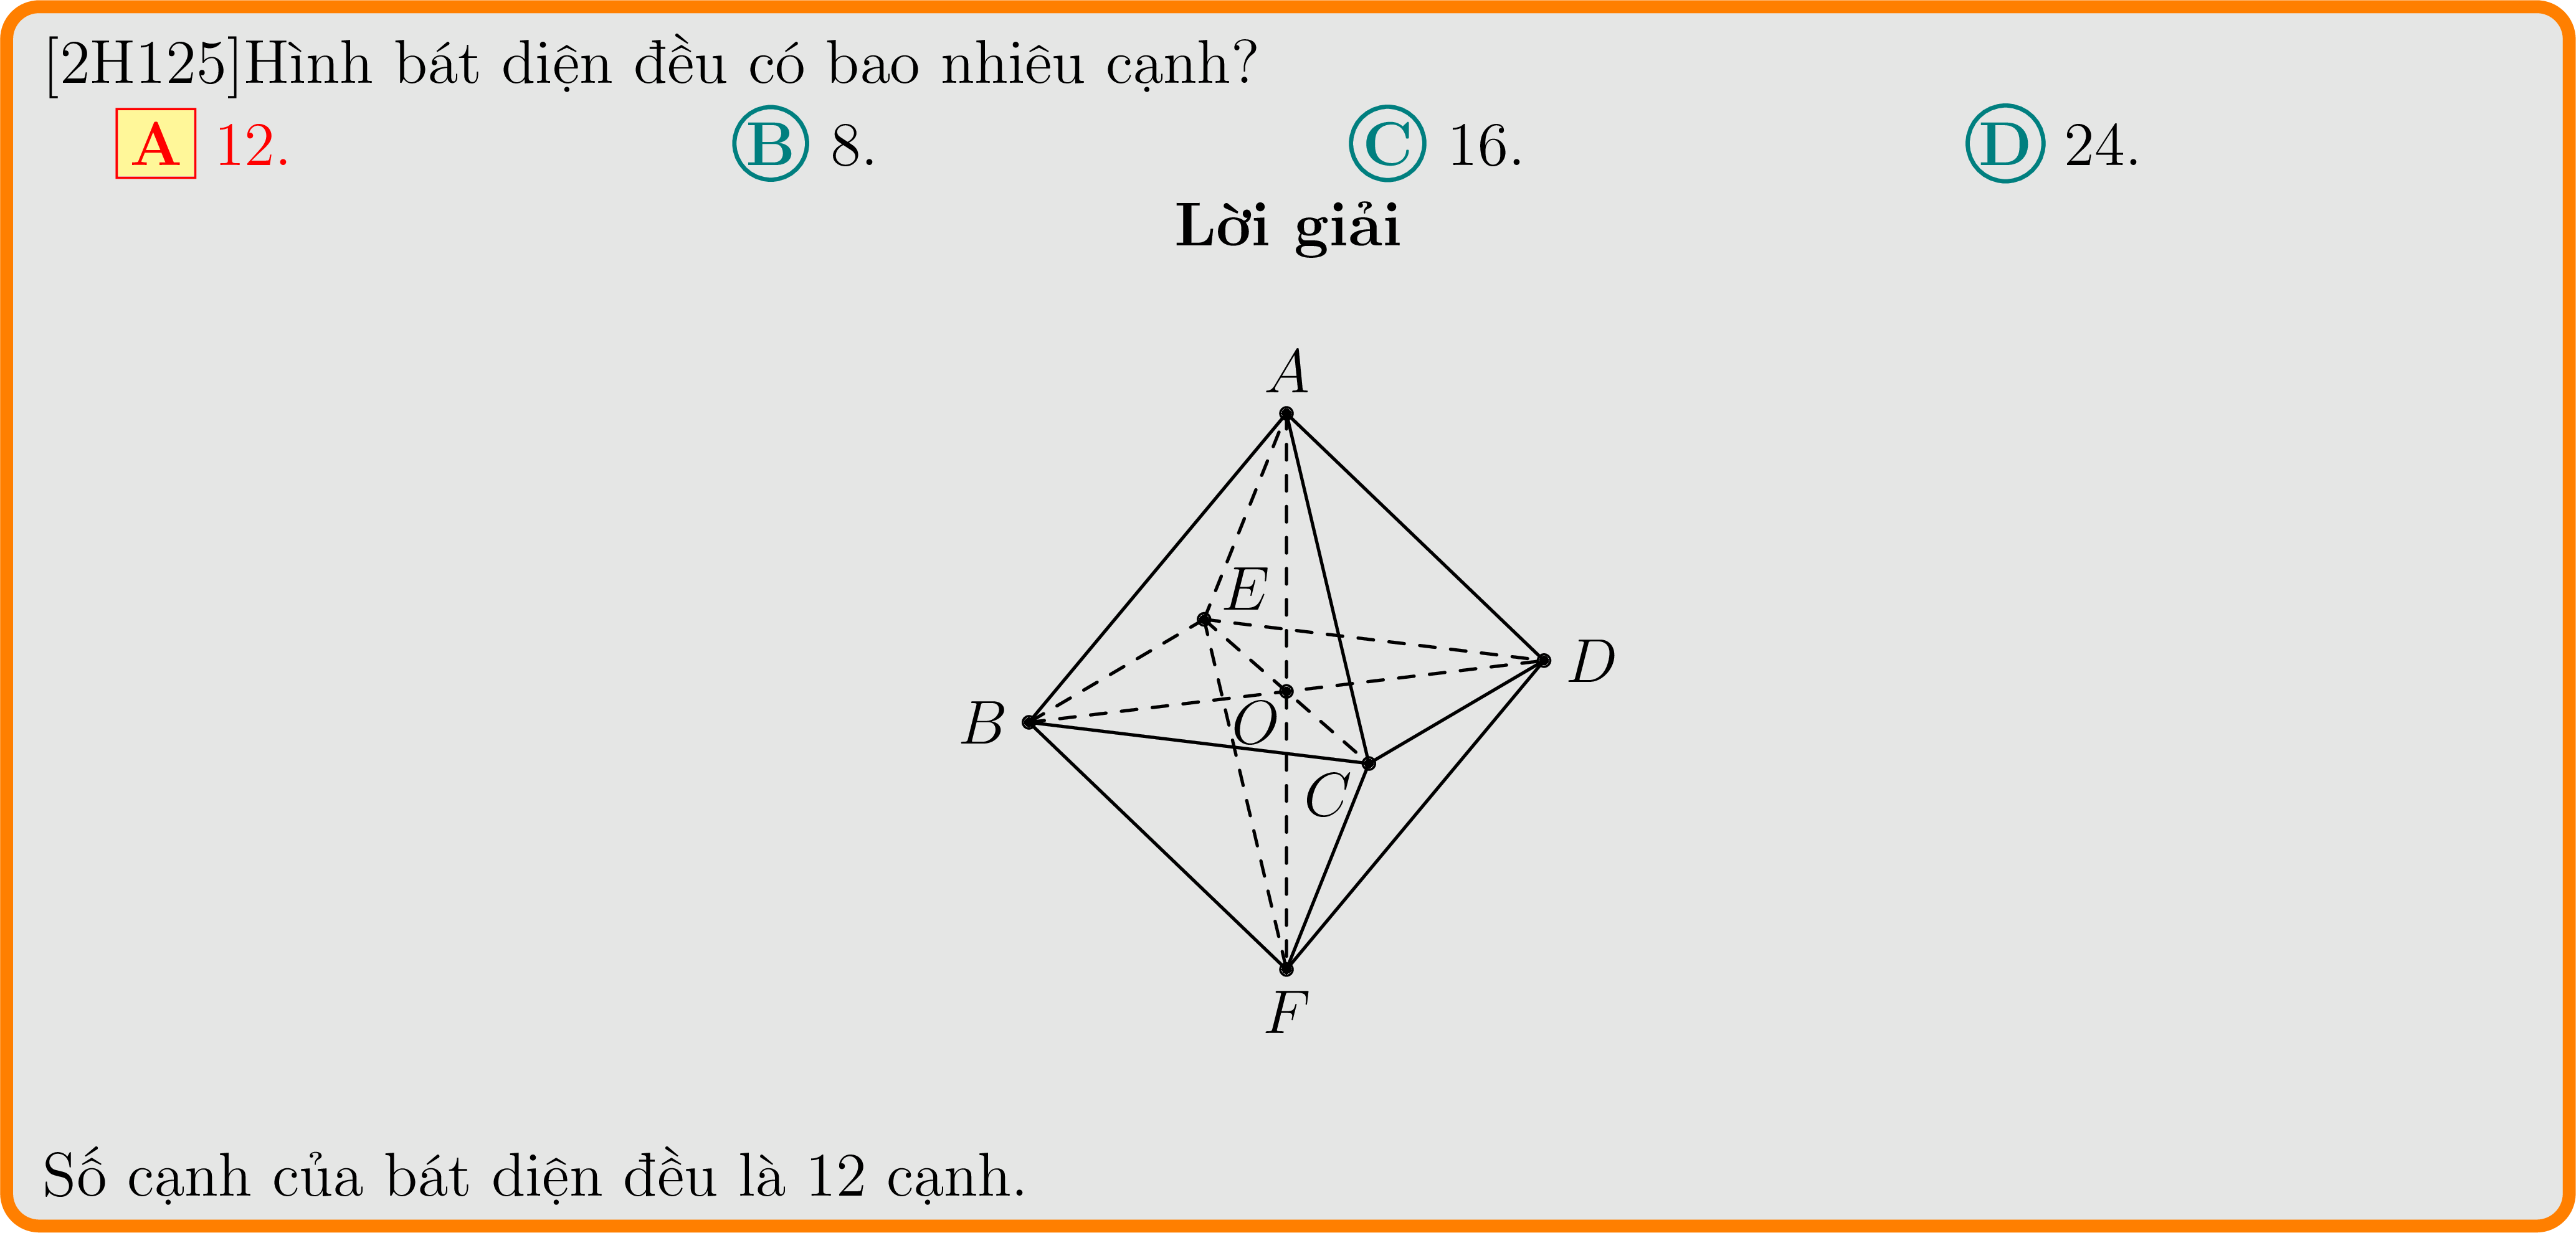 [2H125]Hình bát diện đều có bao nhiêu cạnh?
A 12. B 8. C 16. D 24.
Lời giải
A
E
D
B
O
C
F
Số cạnh của bát diện đều là 12 cạnh.